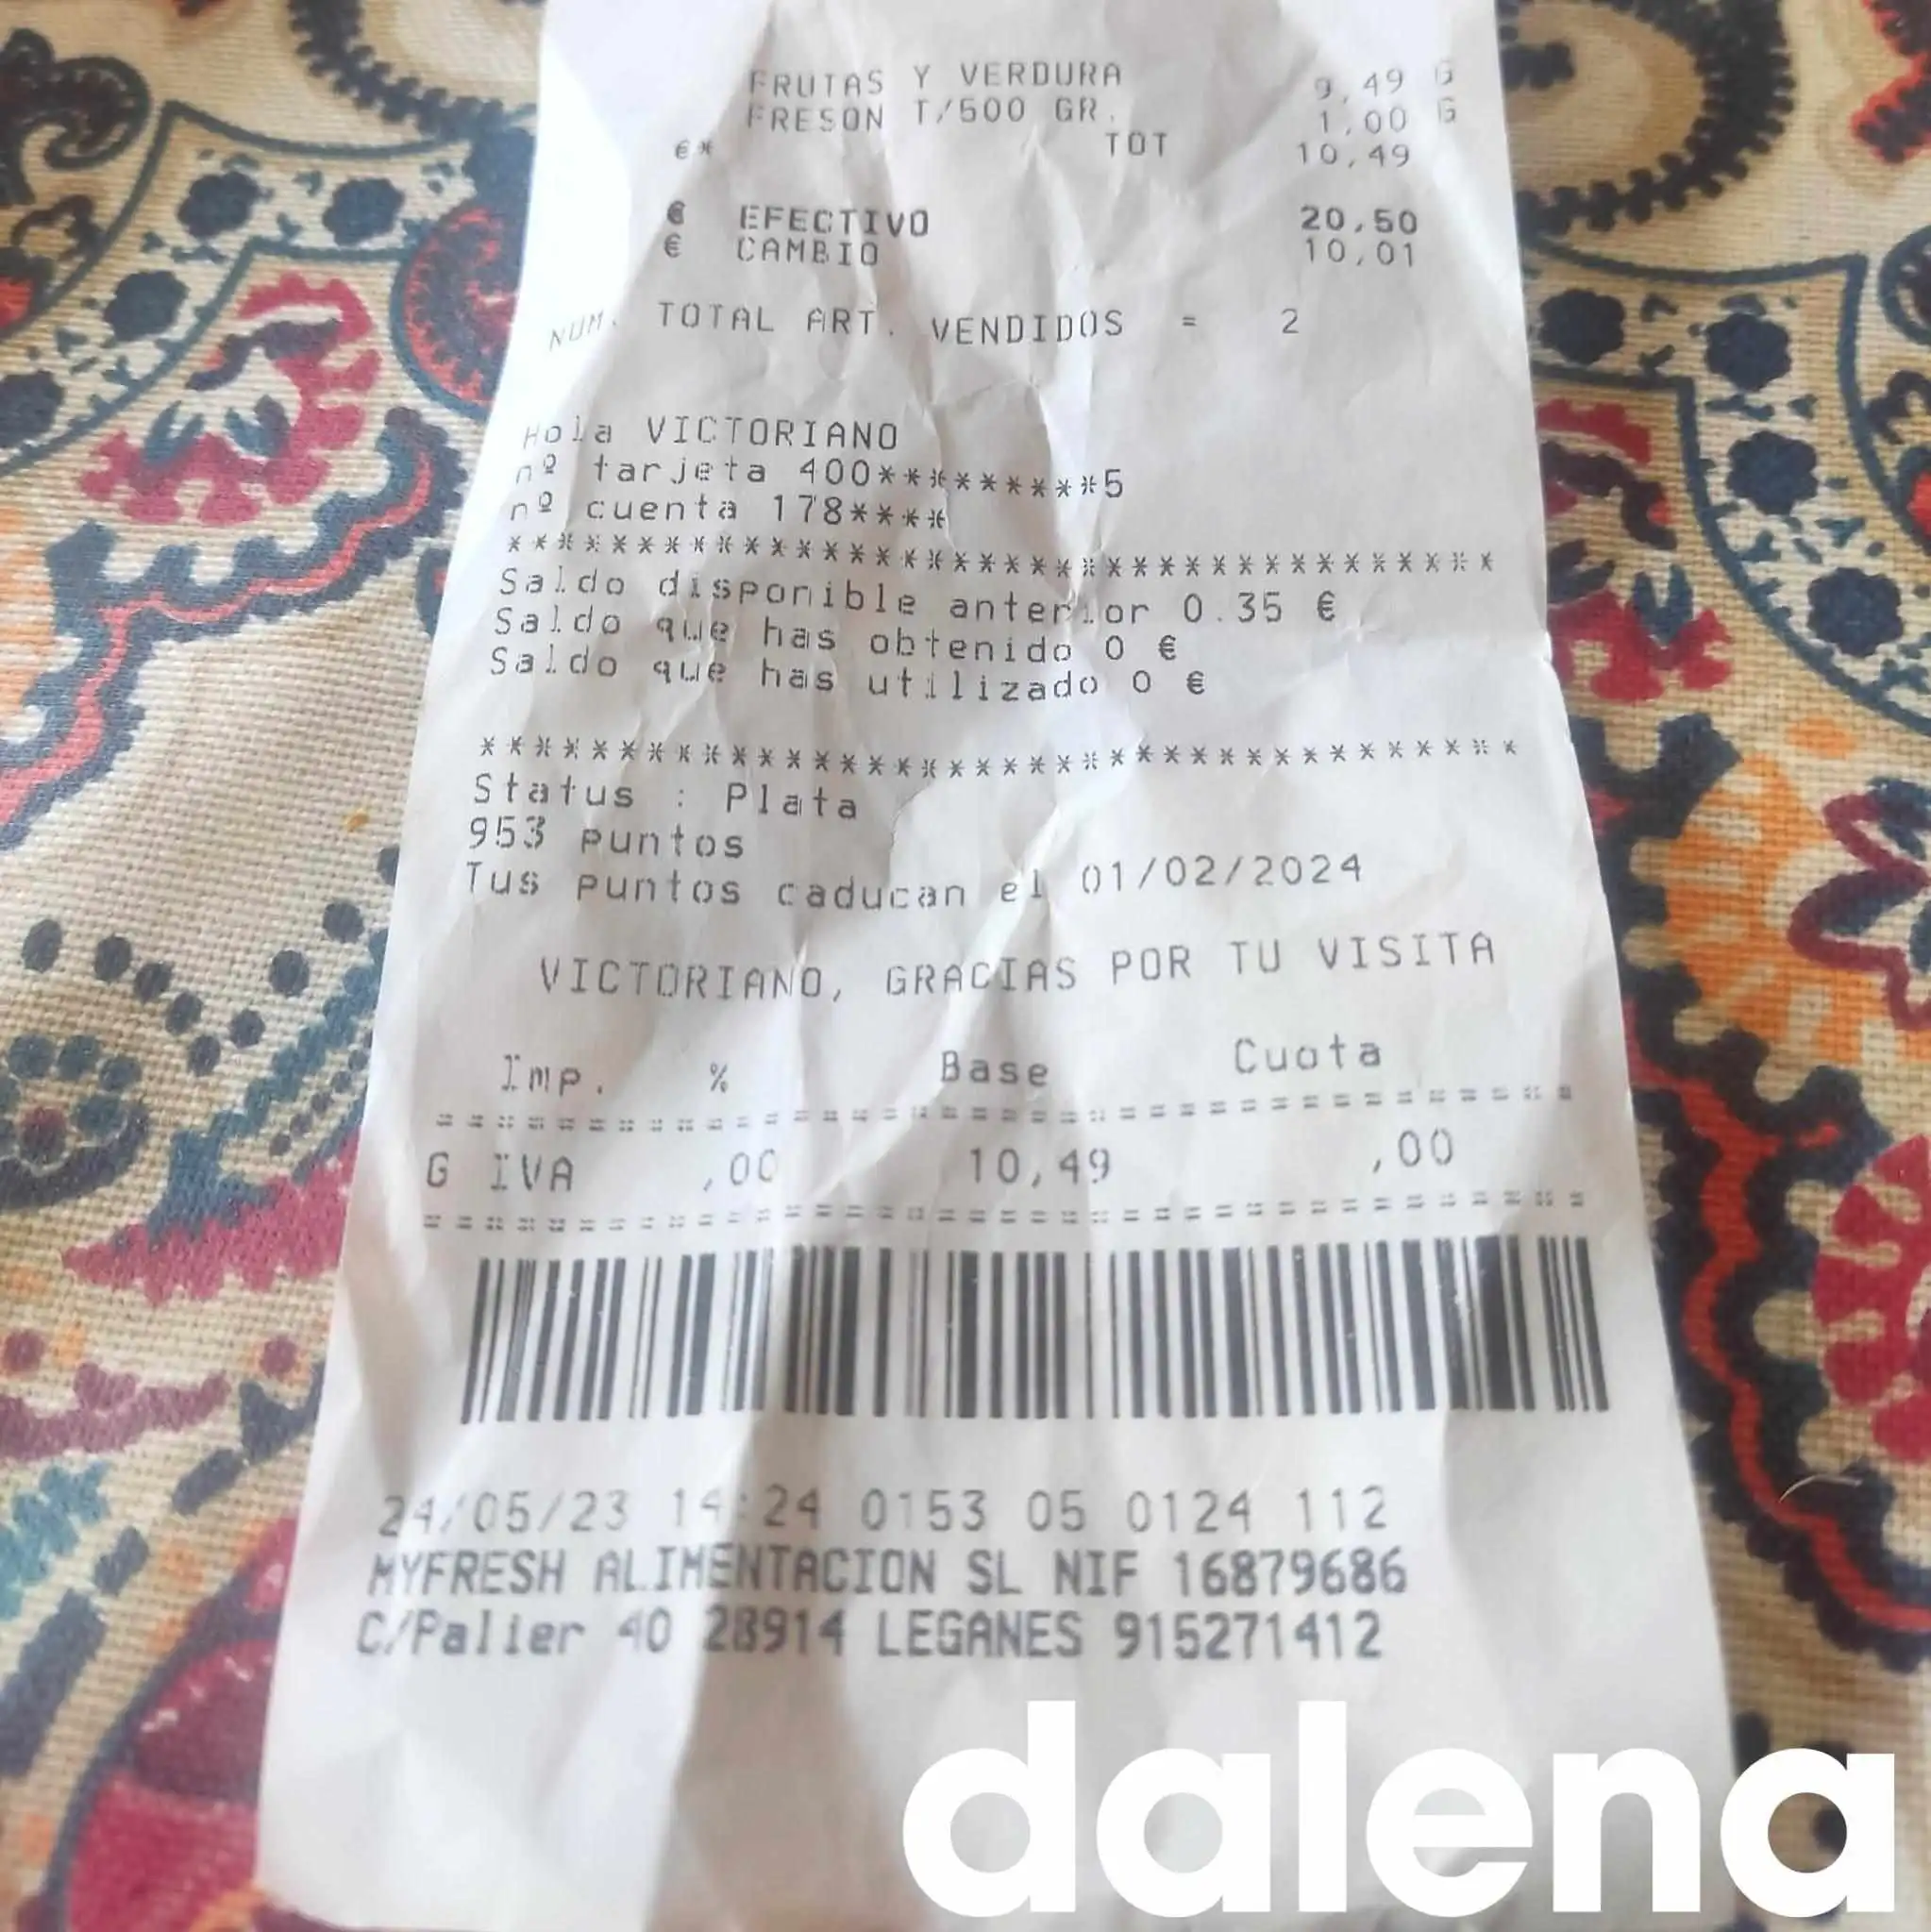 FRUTAS Y VERDURA 9,49 G
FRESON T/500 GR. 1,00 G
€* TOT 10,49
€ EFECTIVO 20,50
€ CAMBIO 10,01
NUM. TOTAL ART. VENDIDOS = 2
Hola VICTORIANO
nº tarjeta 400*********5
nº cuenta 178****
**************************************
Saldo disponible anterior 0.35 €
Saldo que has obtenido 0 €
Saldo que has utilizado 0 €
**************************************
Status : Plata
953 puntos
Tus puntos caducan el 01/02/2024
VICTORIANO, GRACIAS POR TU VISITA
Imp. % Base Cuota
======================================
G IVA ,00 10,49 ,00
======================================
24/05/23 14:24 0153 05 0124 112
MYFRESH ALIMENTACION SL NIF 16879686
C/Palier 40 28914 LEGANES 915271412
dalena